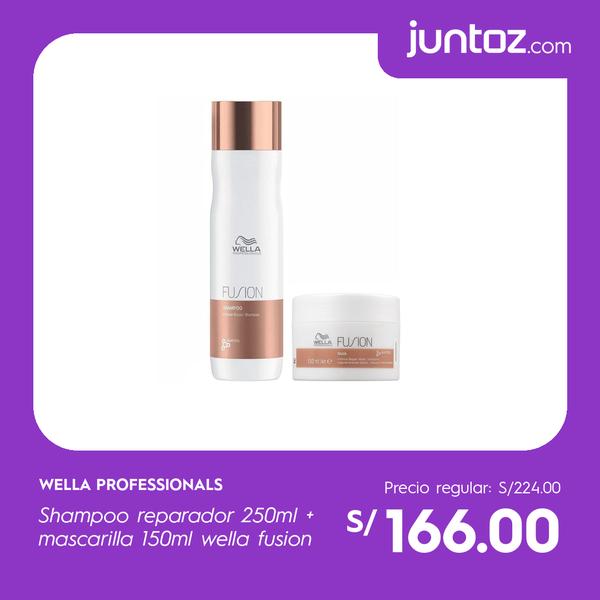 juntoz.com
WELLA
FUSION
SHAMPOO
WELLA
FUSION
MASK
WELLA PROFESSIONALS
Precio regular: S/224.00
Shampoo reparador 250ml +
mascarilla 150ml wella fusion
S/166.00